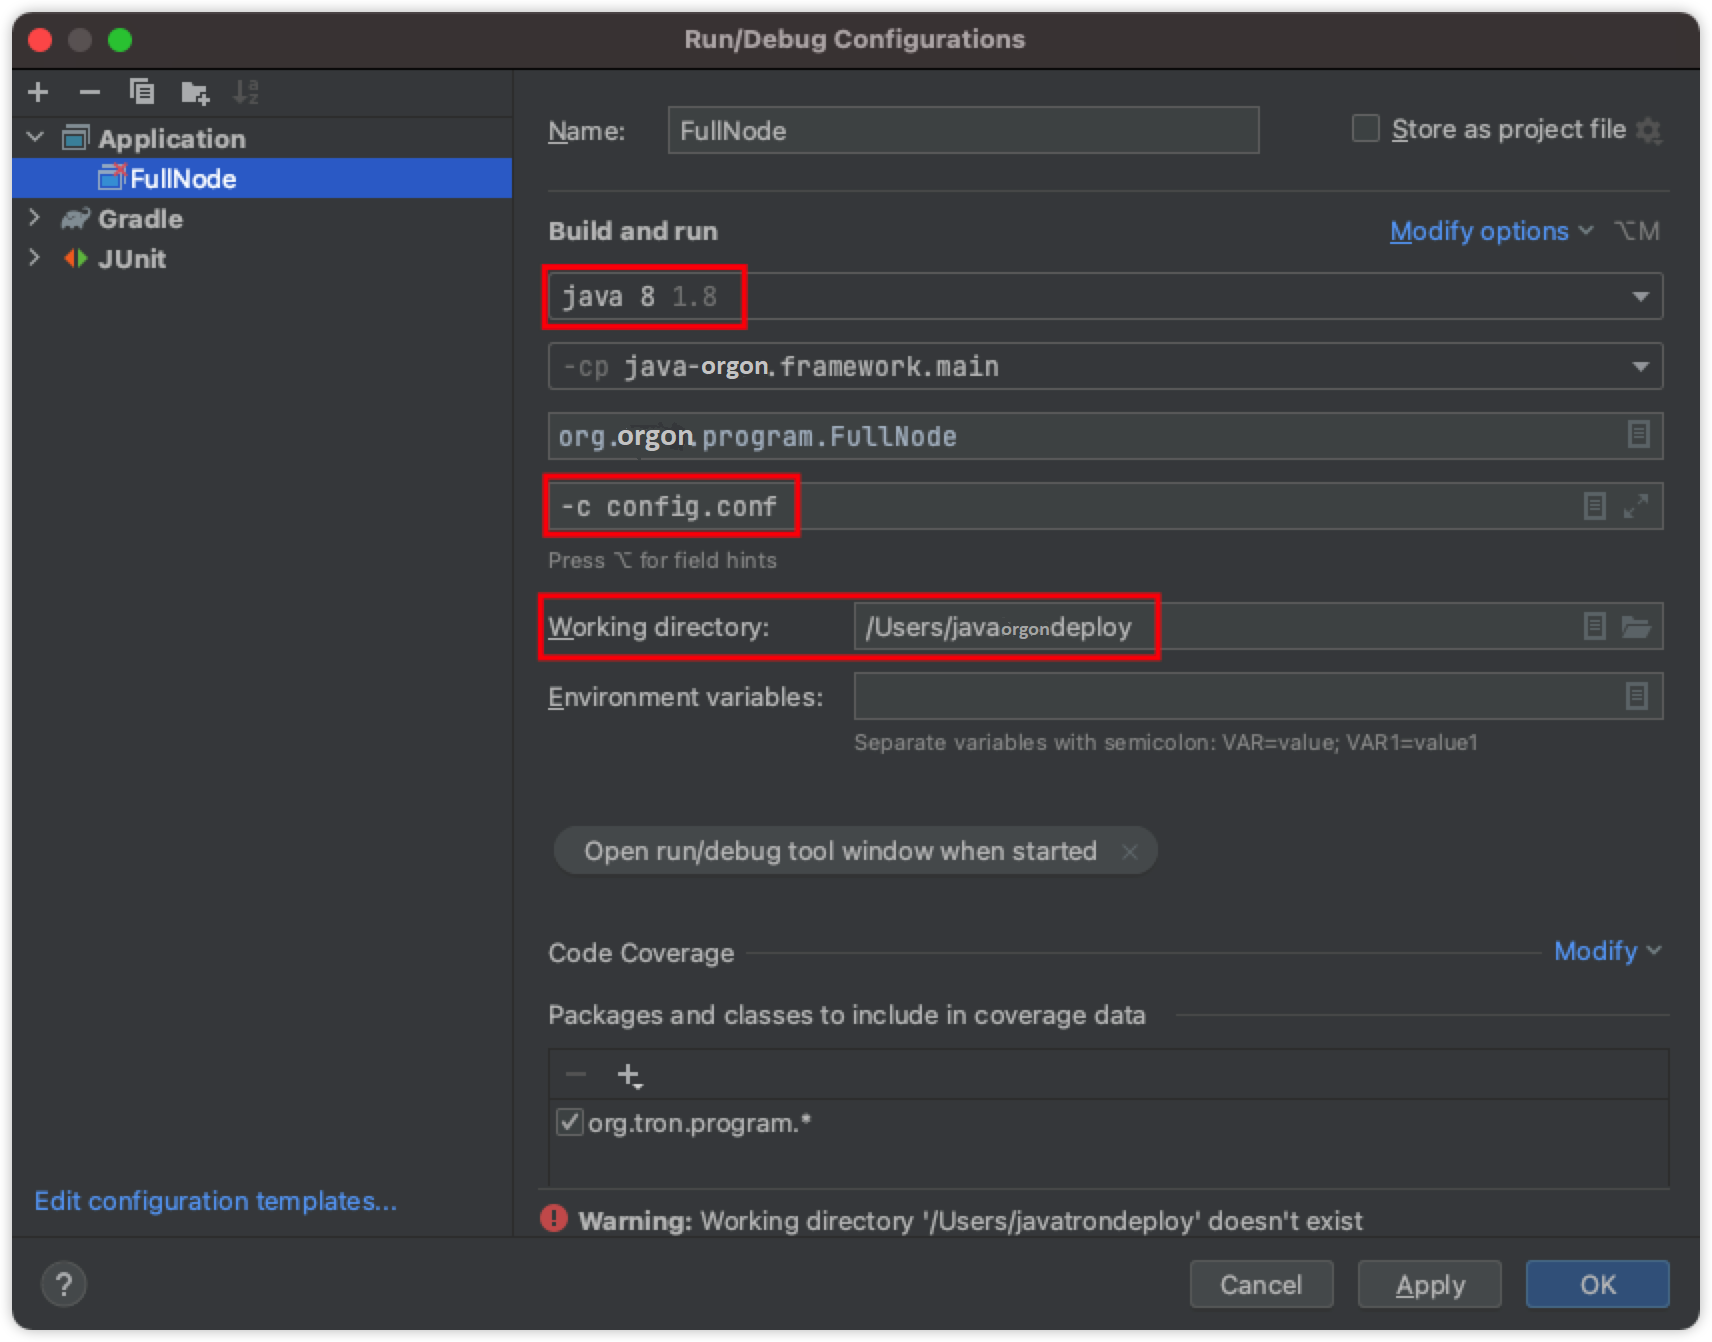 Run/Debug Configurations
Application
FullNode
Gradle
JUnit
Edit configuration templates...
Name: FullNode
Store as project file
Build and run
Modify options ⌥M
java 8 1.8
-cp java-orgon.framework.main
org.orgon.program.FullNode
-c config.conf
Press ⌥ for field hints
Working directory: /Users/javaorgondeploy
Environment variables:
Separate variables with semicolon: VAR=value; VAR1=value1
Open run/debug tool window when started
Code Coverage
Modify
Packages and classes to include in coverage data
org.tron.program.*
Warning: Working directory '/Users/javatrondeploy' doesn't exist
?
Cancel
Apply
OK